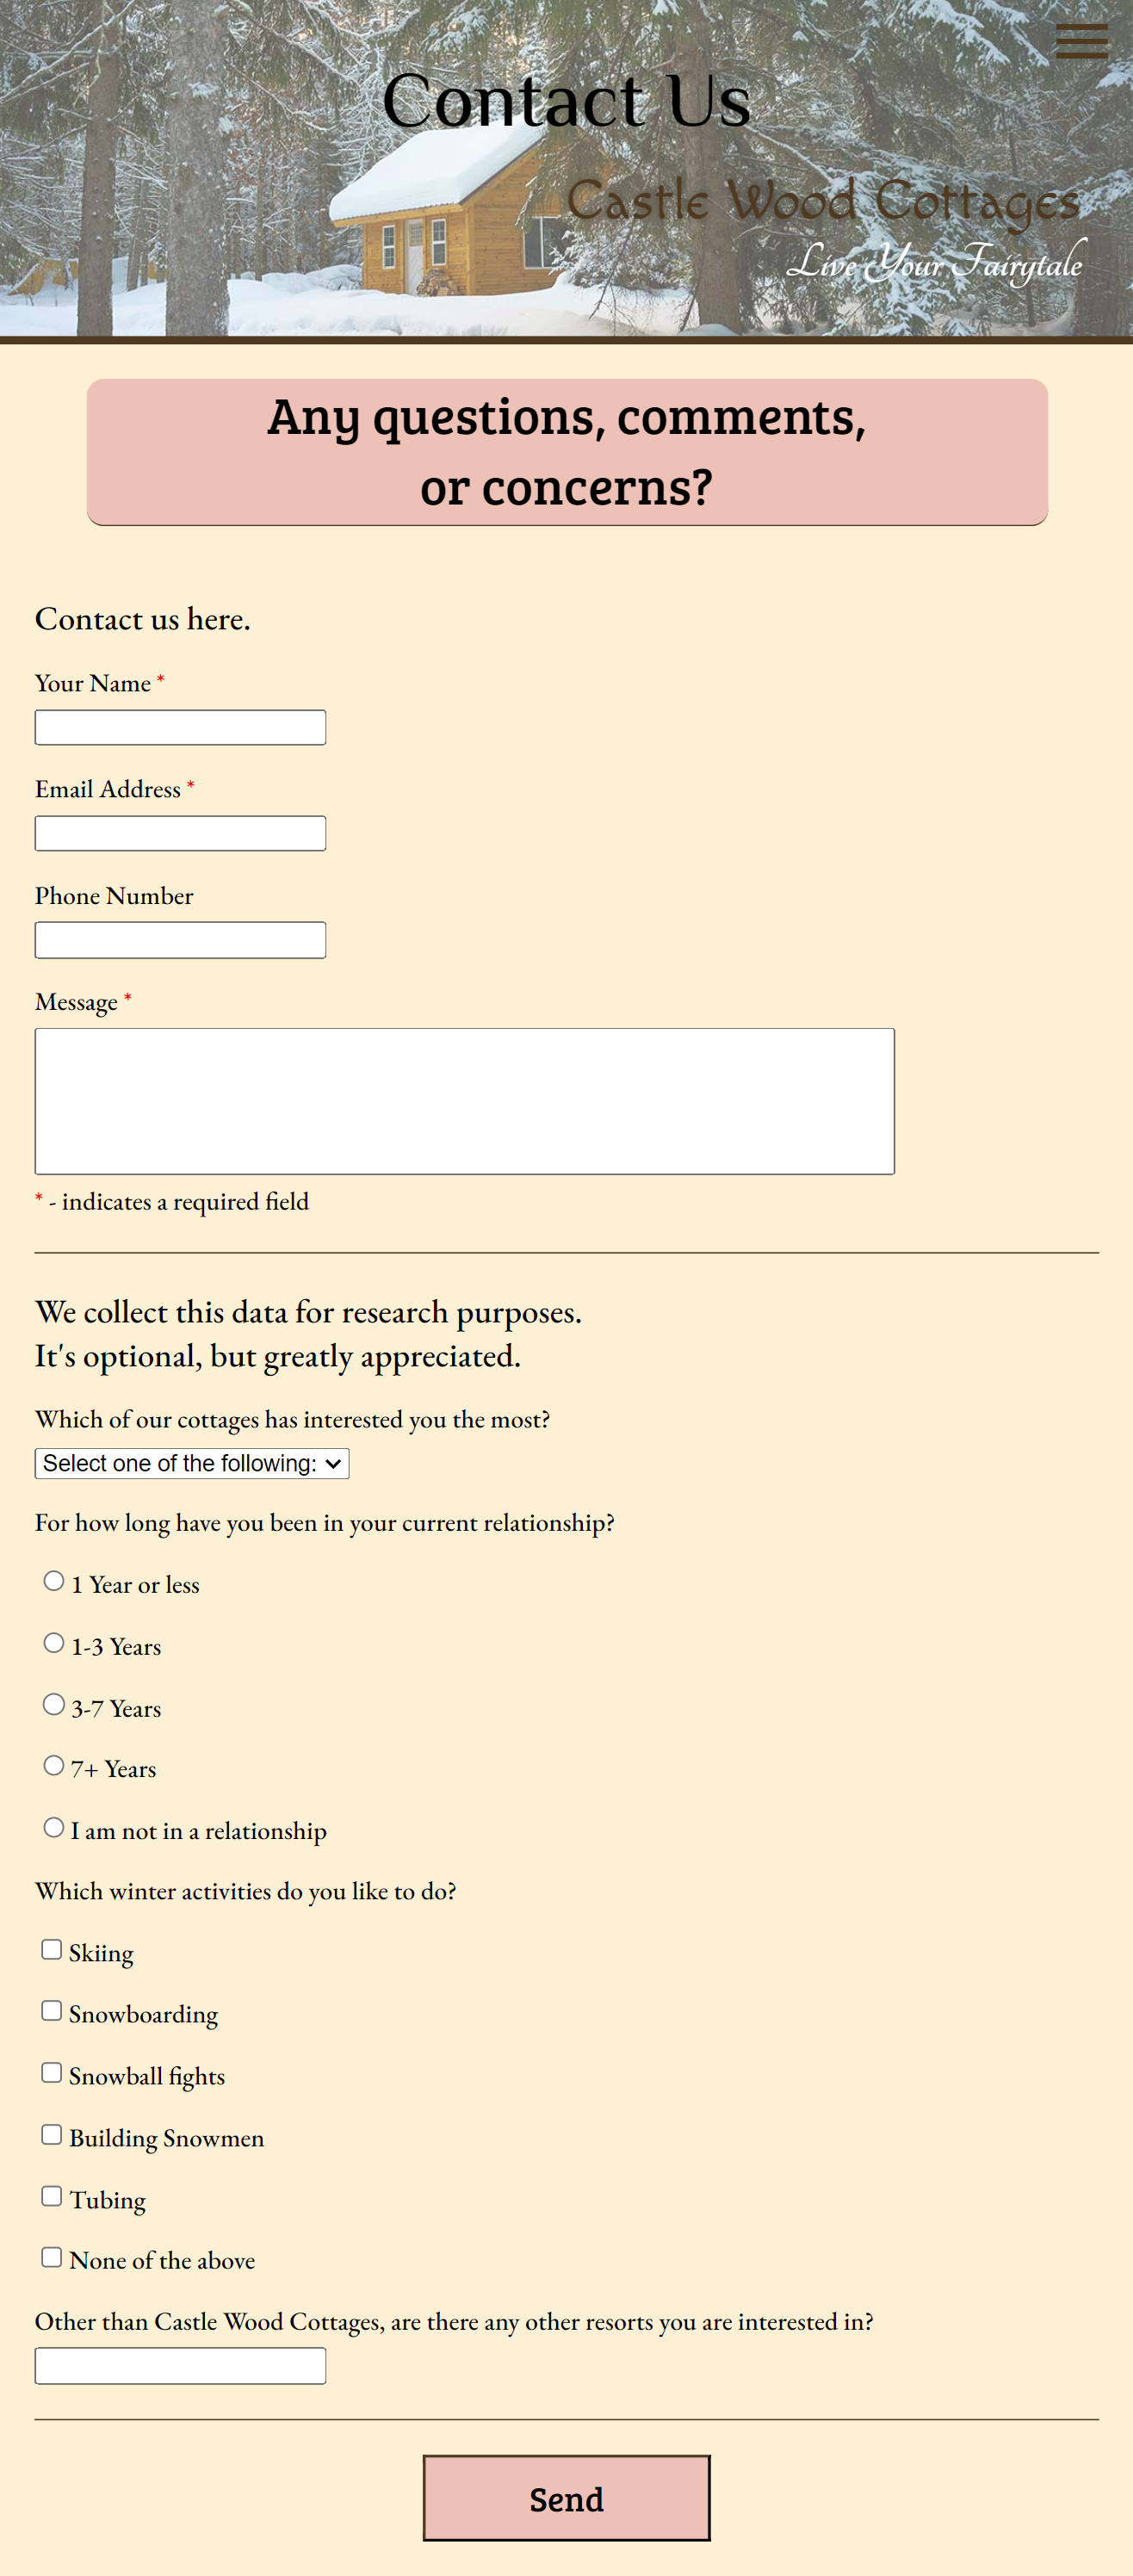 Contact Us
Castle Wood Cottages
Live Your Fairytale
Any questions, comments,
or concerns?
Contact us here.
Your Name *
Email Address *
Phone Number
Message *
* - indicates a required field
We collect this data for research purposes.
It's optional, but greatly appreciated.
Which of our cottages has interested you the most?
Select one of the following:
For how long have you been in your current relationship?
1 Year or less
1-3 Years
3-7 Years
7+ Years
I am not in a relationship
Which winter activities do you like to do?
Skiing
Snowboarding
Snowball fights
Building Snowmen
Tubing
None of the above
Other than Castle Wood Cottages, are there any other resorts you are interested in?
Send